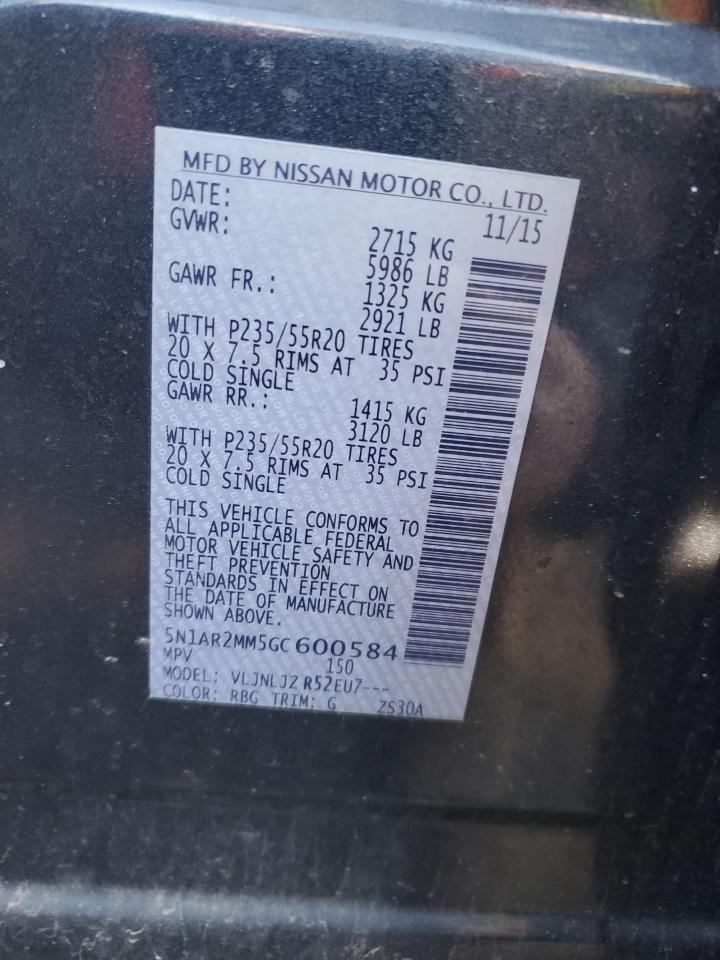 MFD BY NISSAN MOTOR CO., LTD.
DATE: 11/15
GVWR: 2715 KG
5986 LB
GAWR FR.: 1325 KG
2921 LB
WITH P235/55R20 TIRES
20 X 7.5 RIMS AT 35 PSI
COLD SINGLE
GAWR RR.: 1415 KG
3120 LB
WITH P235/55R20 TIRES
20 X 7.5 RIMS AT 35 PSI
COLD SINGLE
THIS VEHICLE CONFORMS TO
ALL APPLICABLE FEDERAL
MOTOR VEHICLE SAFETY AND
THEFT PREVENTION
STANDARDS IN EFFECT ON
THE DATE OF MANUFACTURE
SHOWN ABOVE.
5N1AR2MM5GC600584
MPV 150
MODEL: VLJNLJZ R52EU7---
COLOR: RBG TRIM: G ZS30A